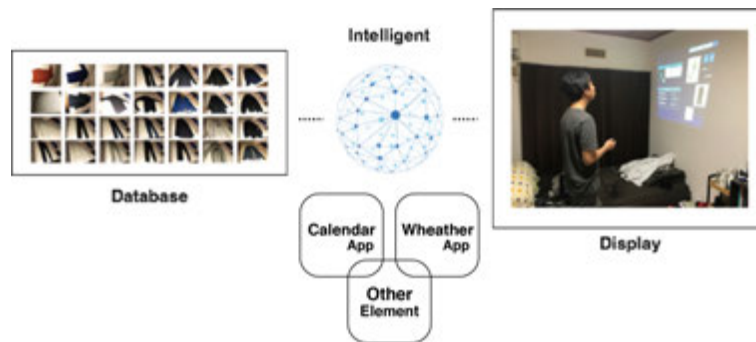 Intelligent
Database
Calendar
App
Wheather
App
Other
Element
Display